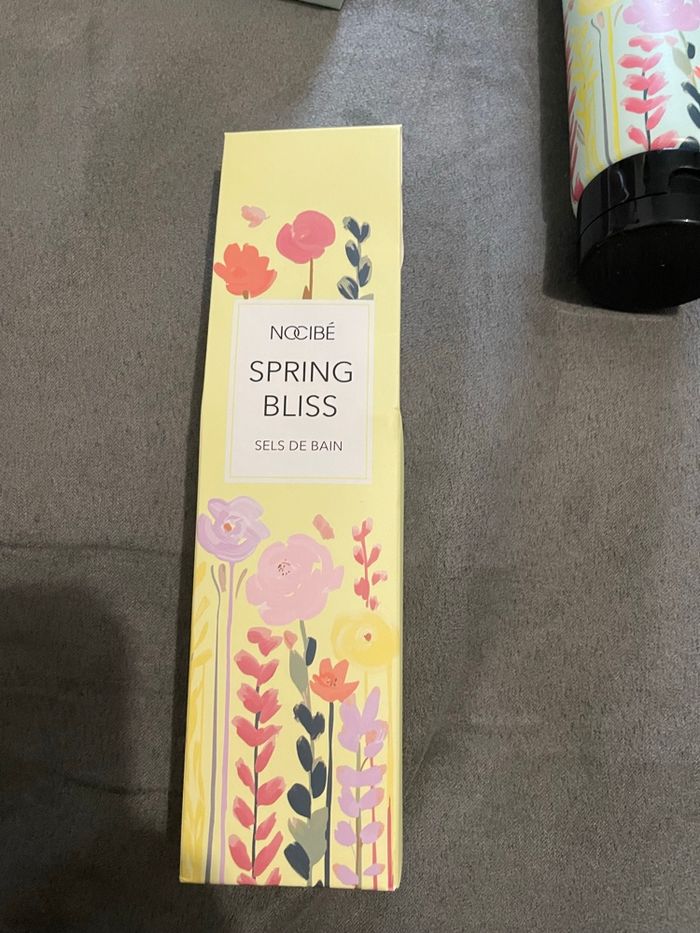 NOCIBÉ
SPRING
BLISS
SELS DE BAIN